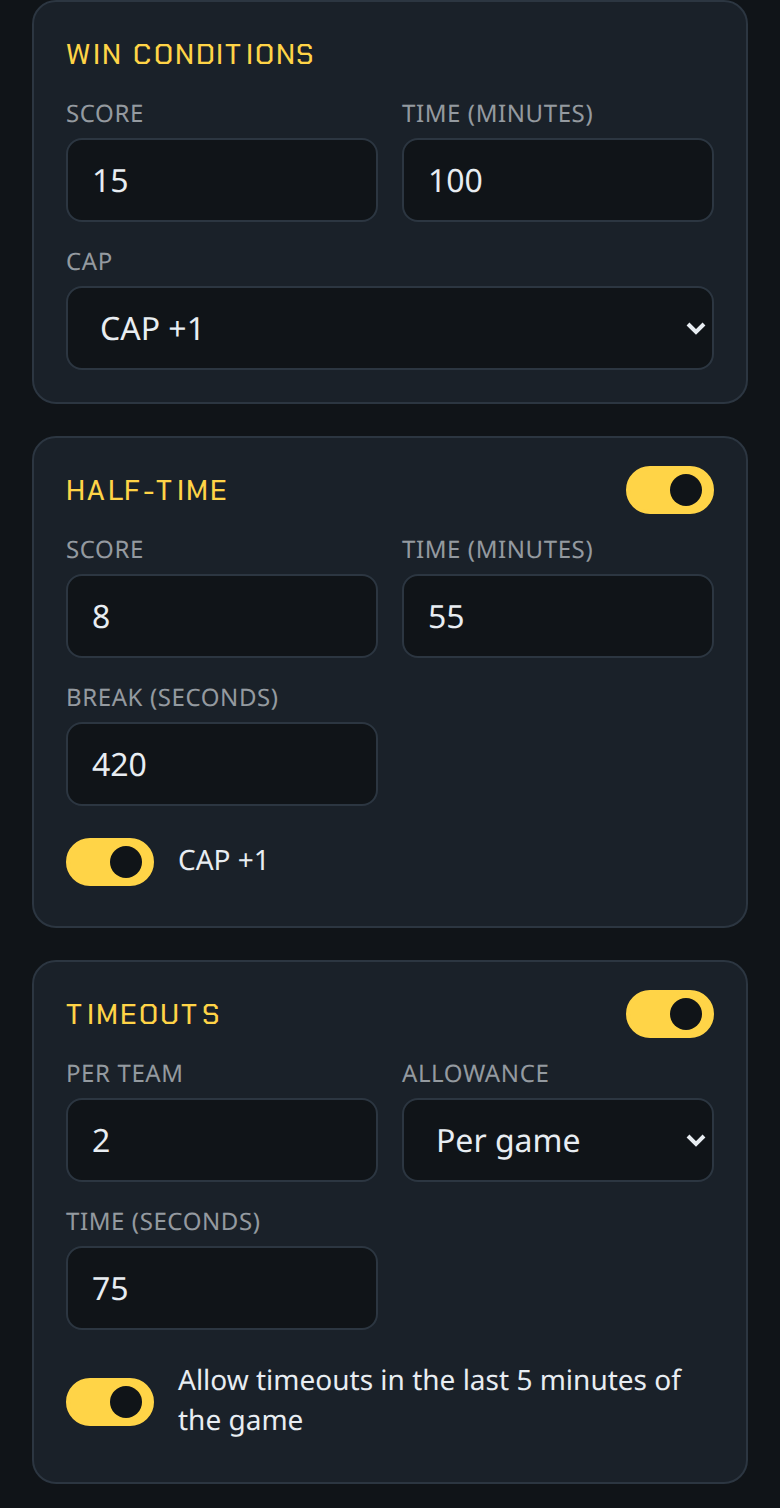 WIN CONDITIONS
SCORE
TIME (MINUTES)
15
100
CAP
CAP +1
HALF-TIME
SCORE
TIME (MINUTES)
8
55
BREAK (SECONDS)
420
CAP +1
TIMEOUTS
PER TEAM
ALLOWANCE
2
Per game
TIME (SECONDS)
75
Allow timeouts in the last 5 minutes of
the game